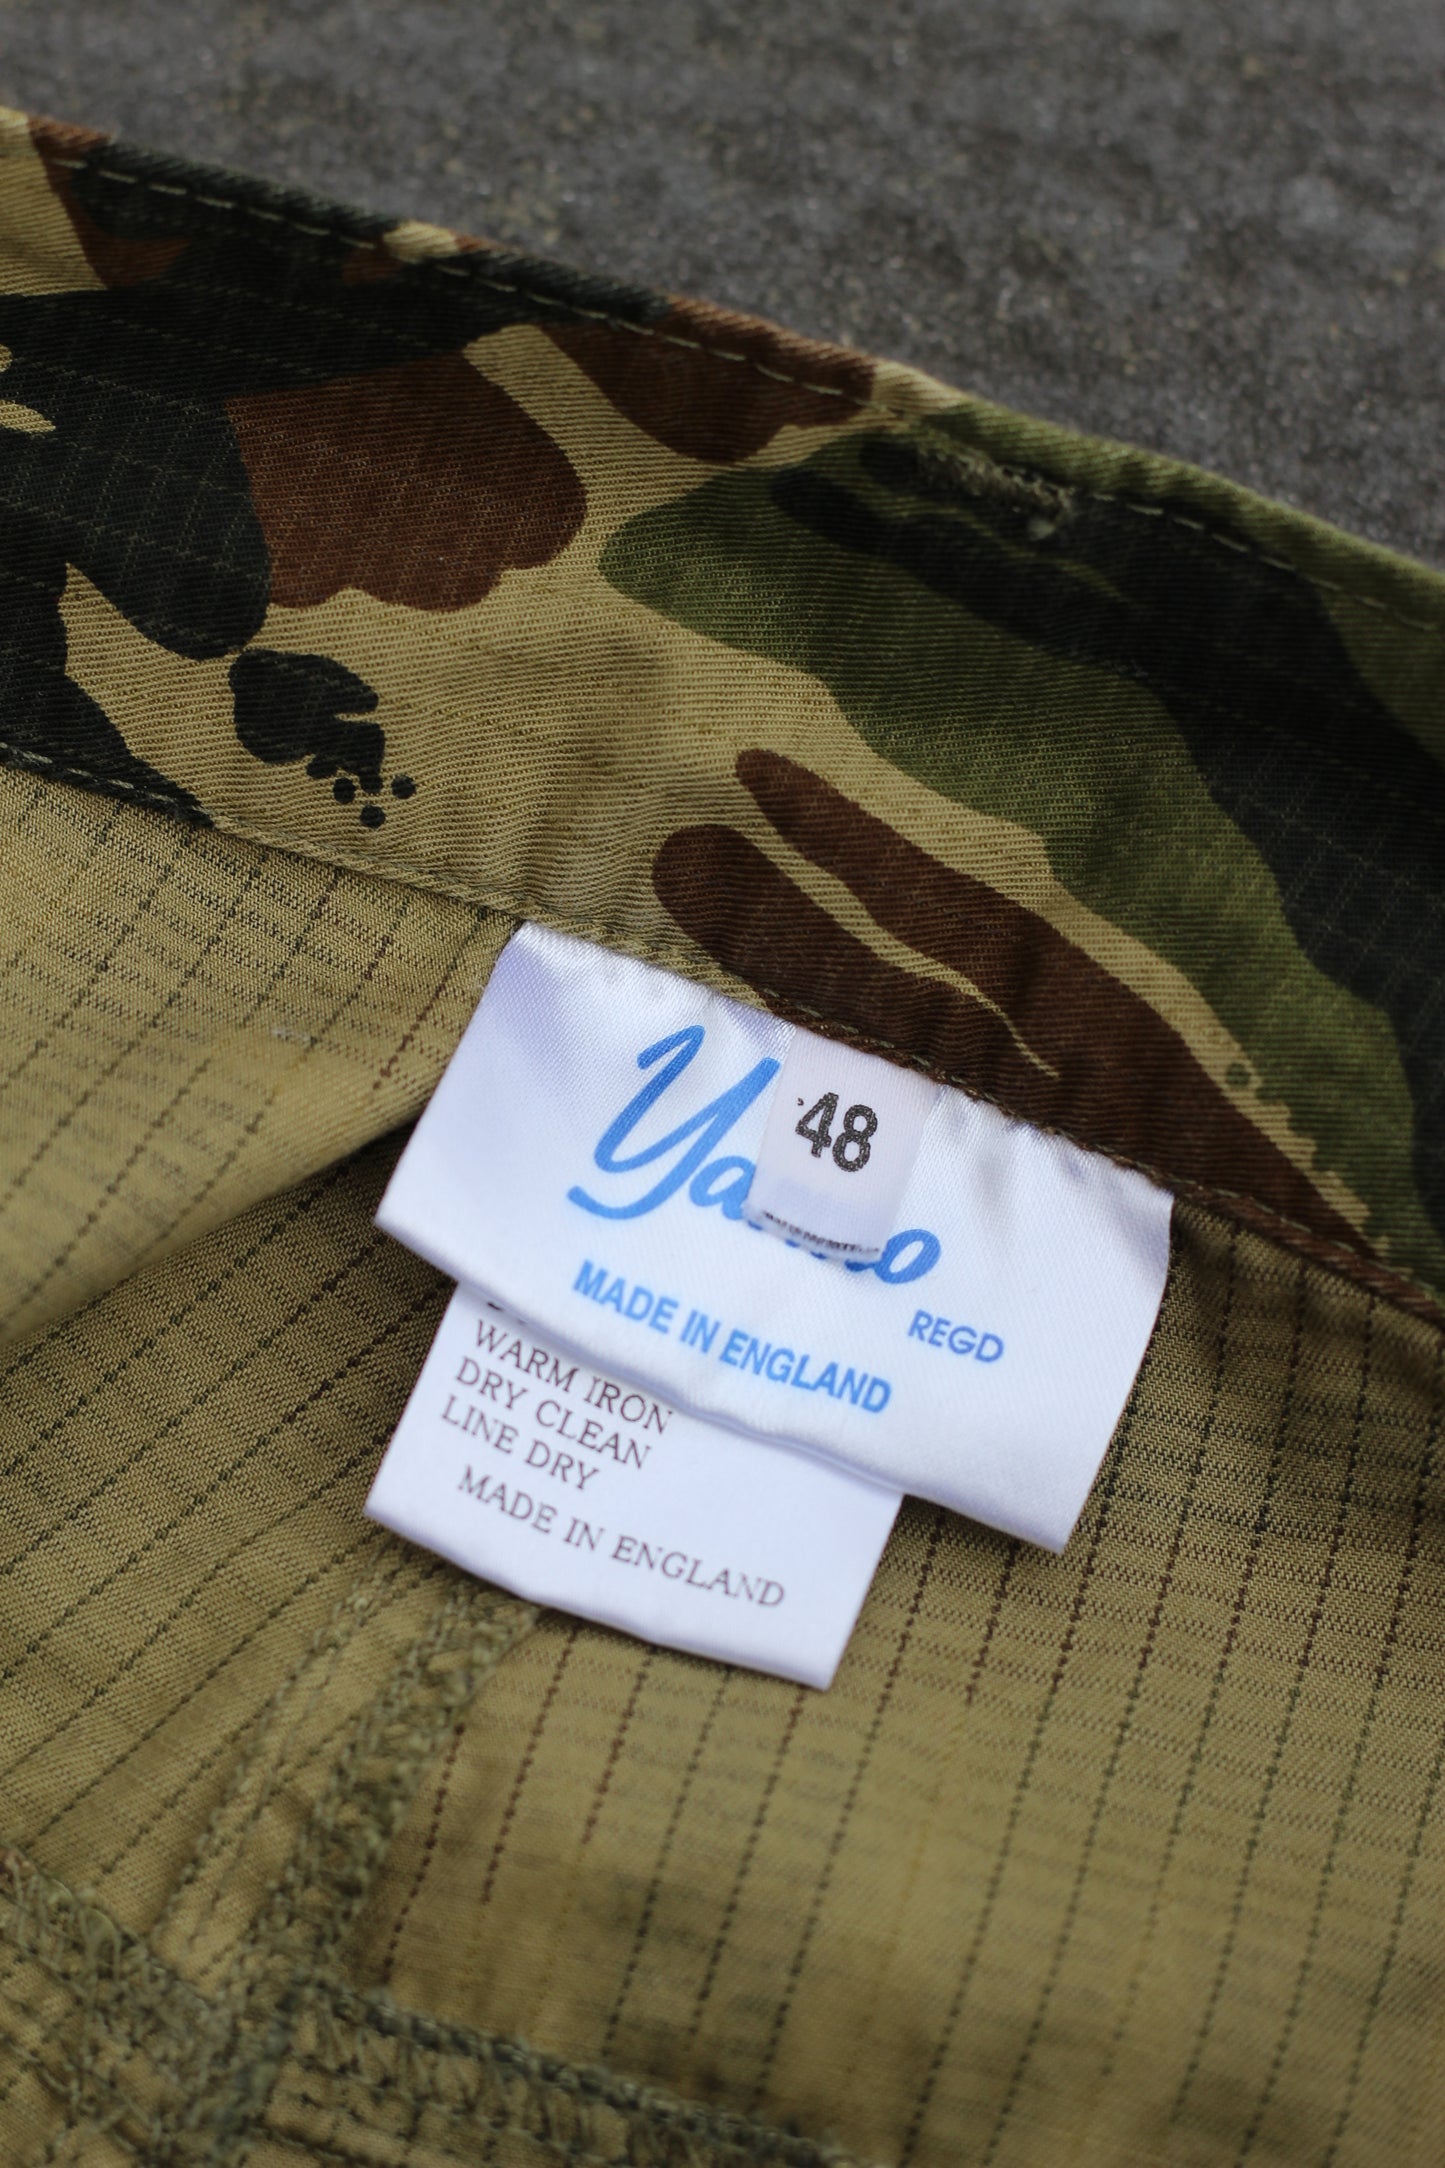 48
MADE IN ENGLAND
REGD
WARM IRON
DRY CLEAN
LINE DRY
MADE IN ENGLAND